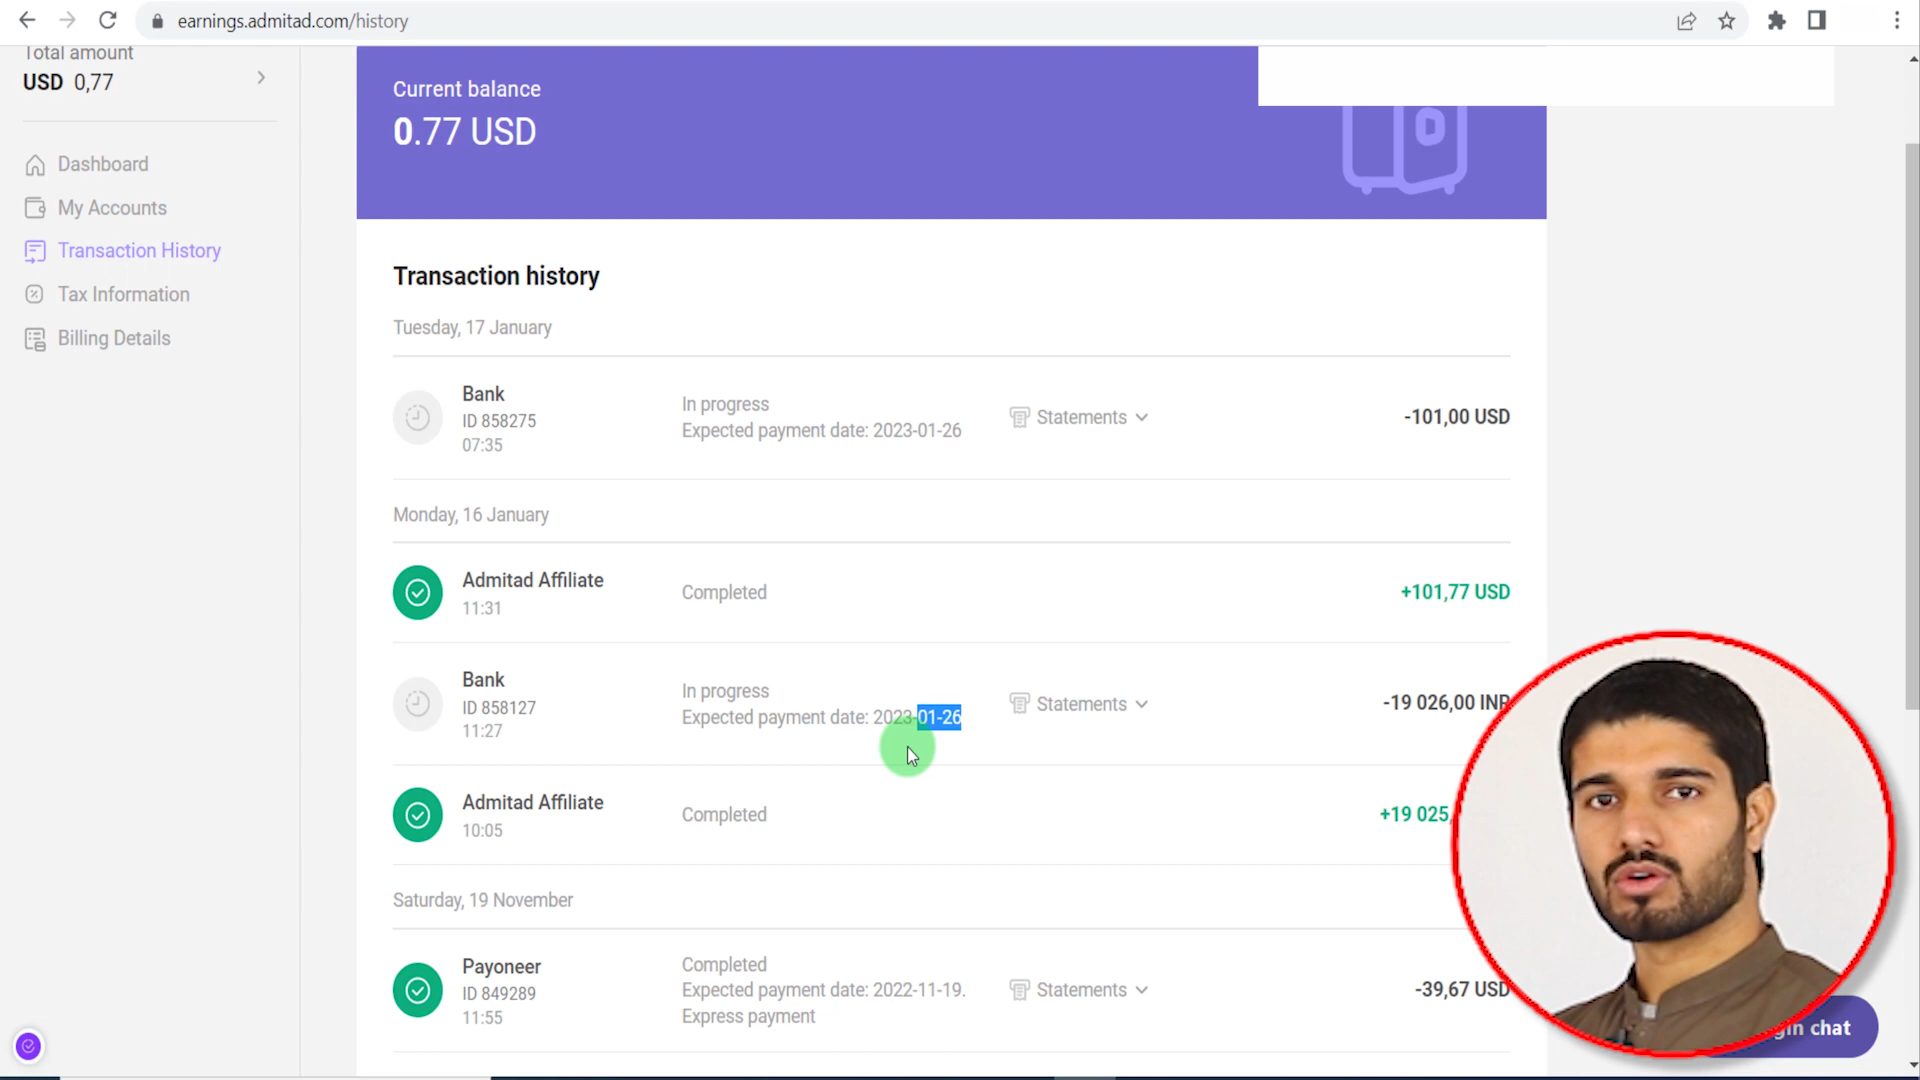 earnings.admitad.com/history
Total amount
USD 0,77
Dashboard
My Accounts
Transaction History
Tax Information
Billing Details
Current balance
0.77 USD
Transaction history
Tuesday, 17 January
Bank
ID 858275
07:35
In progress
Expected payment date: 2023-01-26
Statements
-101,00 USD
Monday, 16 January
Admitad Affiliate
11:31
Completed
+101,77 USD
Bank
ID 858127
11:27
In progress
Expected payment date: 2023-01-26
Statements
-19 026,00 INR
Admitad Affiliate
10:05
Completed
+19 025,
Saturday, 19 November
Payoneer
ID 849289
11:55
Completed
Expected payment date: 2022-11-19.
Express payment
Statements
-39,67 USD
chat